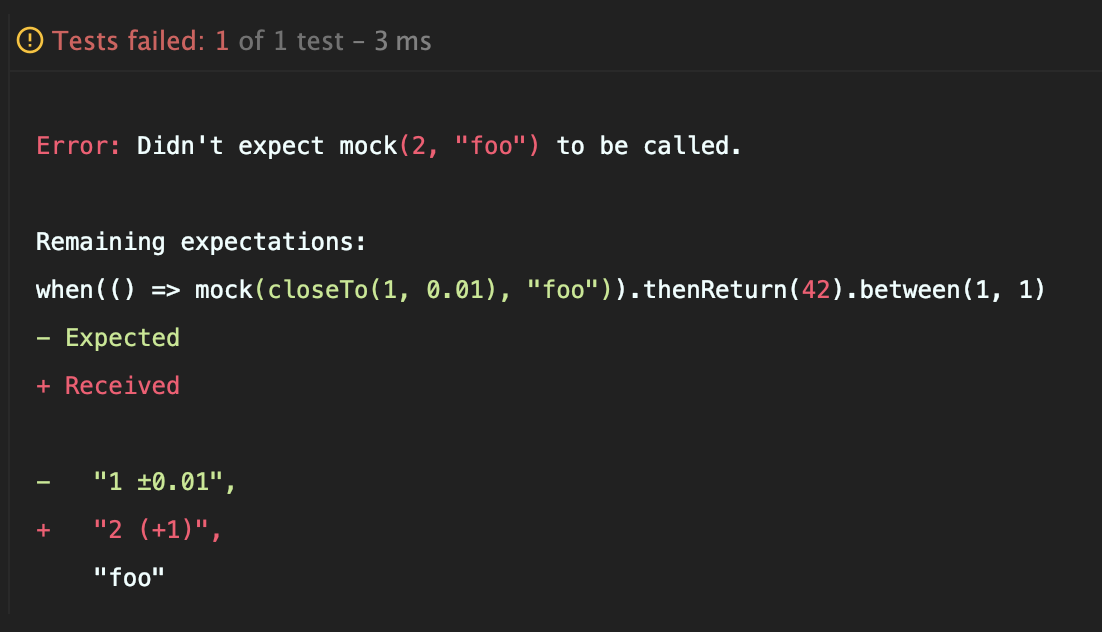 Tests failed: 1 of 1 test – 3 ms
Error: Didn't expect mock(2, "foo") to be called.
Remaining expectations:
when(() => mock(closeTo(1, 0.01), "foo")).thenReturn(42).between(1, 1)
- Expected
+ Received
-   "1 ±0.01",
+   "2 (+1)",
    "foo"